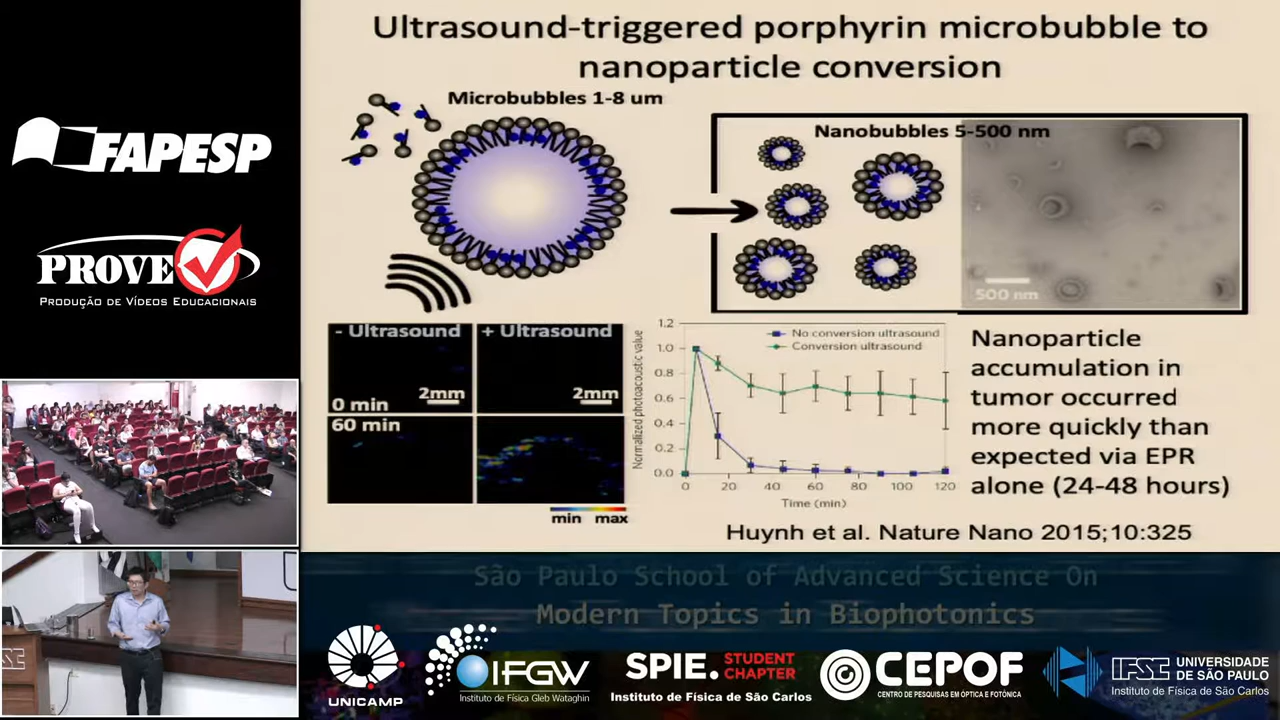 FAPESP
PROVE
PRODUÇÃO DE VÍDEOS EDUCACIONAIS
Ultrasound-triggered porphyrin microbubble to
nanoparticle conversion
Microbubbles 1-8 um
Nanobubbles 5-500 nm
500 nm
- Ultrasound
+ Ultrasound
2mm
2mm
0 min
60 min
min max
Normalized photoacoustic value
1.2
1.0
0.8
0.6
0.4
0.2
0.0
No conversion ultrasound
Conversion ultrasound
0 20 40 60 80 100 120
Time (min)
Nanoparticle
accumulation in
tumor occurred
more quickly than
expected via EPR
alone (24-48 hours)
Huynh et al. Nature Nano 2015;10:325
São Paulo School of Advanced Science On
Modern Topics in Biophotonics
UNICAMP
IFGW
Instituto de Física Gleb Wataghin
SPIE. STUDENT
CHAPTER
Instituto de Física de São Carlos
CEPOF
CENTRO DE PESQUISAS EM ÓPTICA E FOTÔNICA
IFSC UNIVERSIDADE
DE SÃO PAULO
Instituto de Física de São Carlos